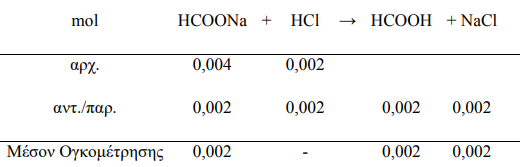 mol HCOONa + HCl → HCOOH + NaCl
αρχ. 0,004 0,002
αντ./παρ. 0,002 0,002 0,002 0,002
Μέσον Ογκομέτρησης 0,002 - 0,002 0,002